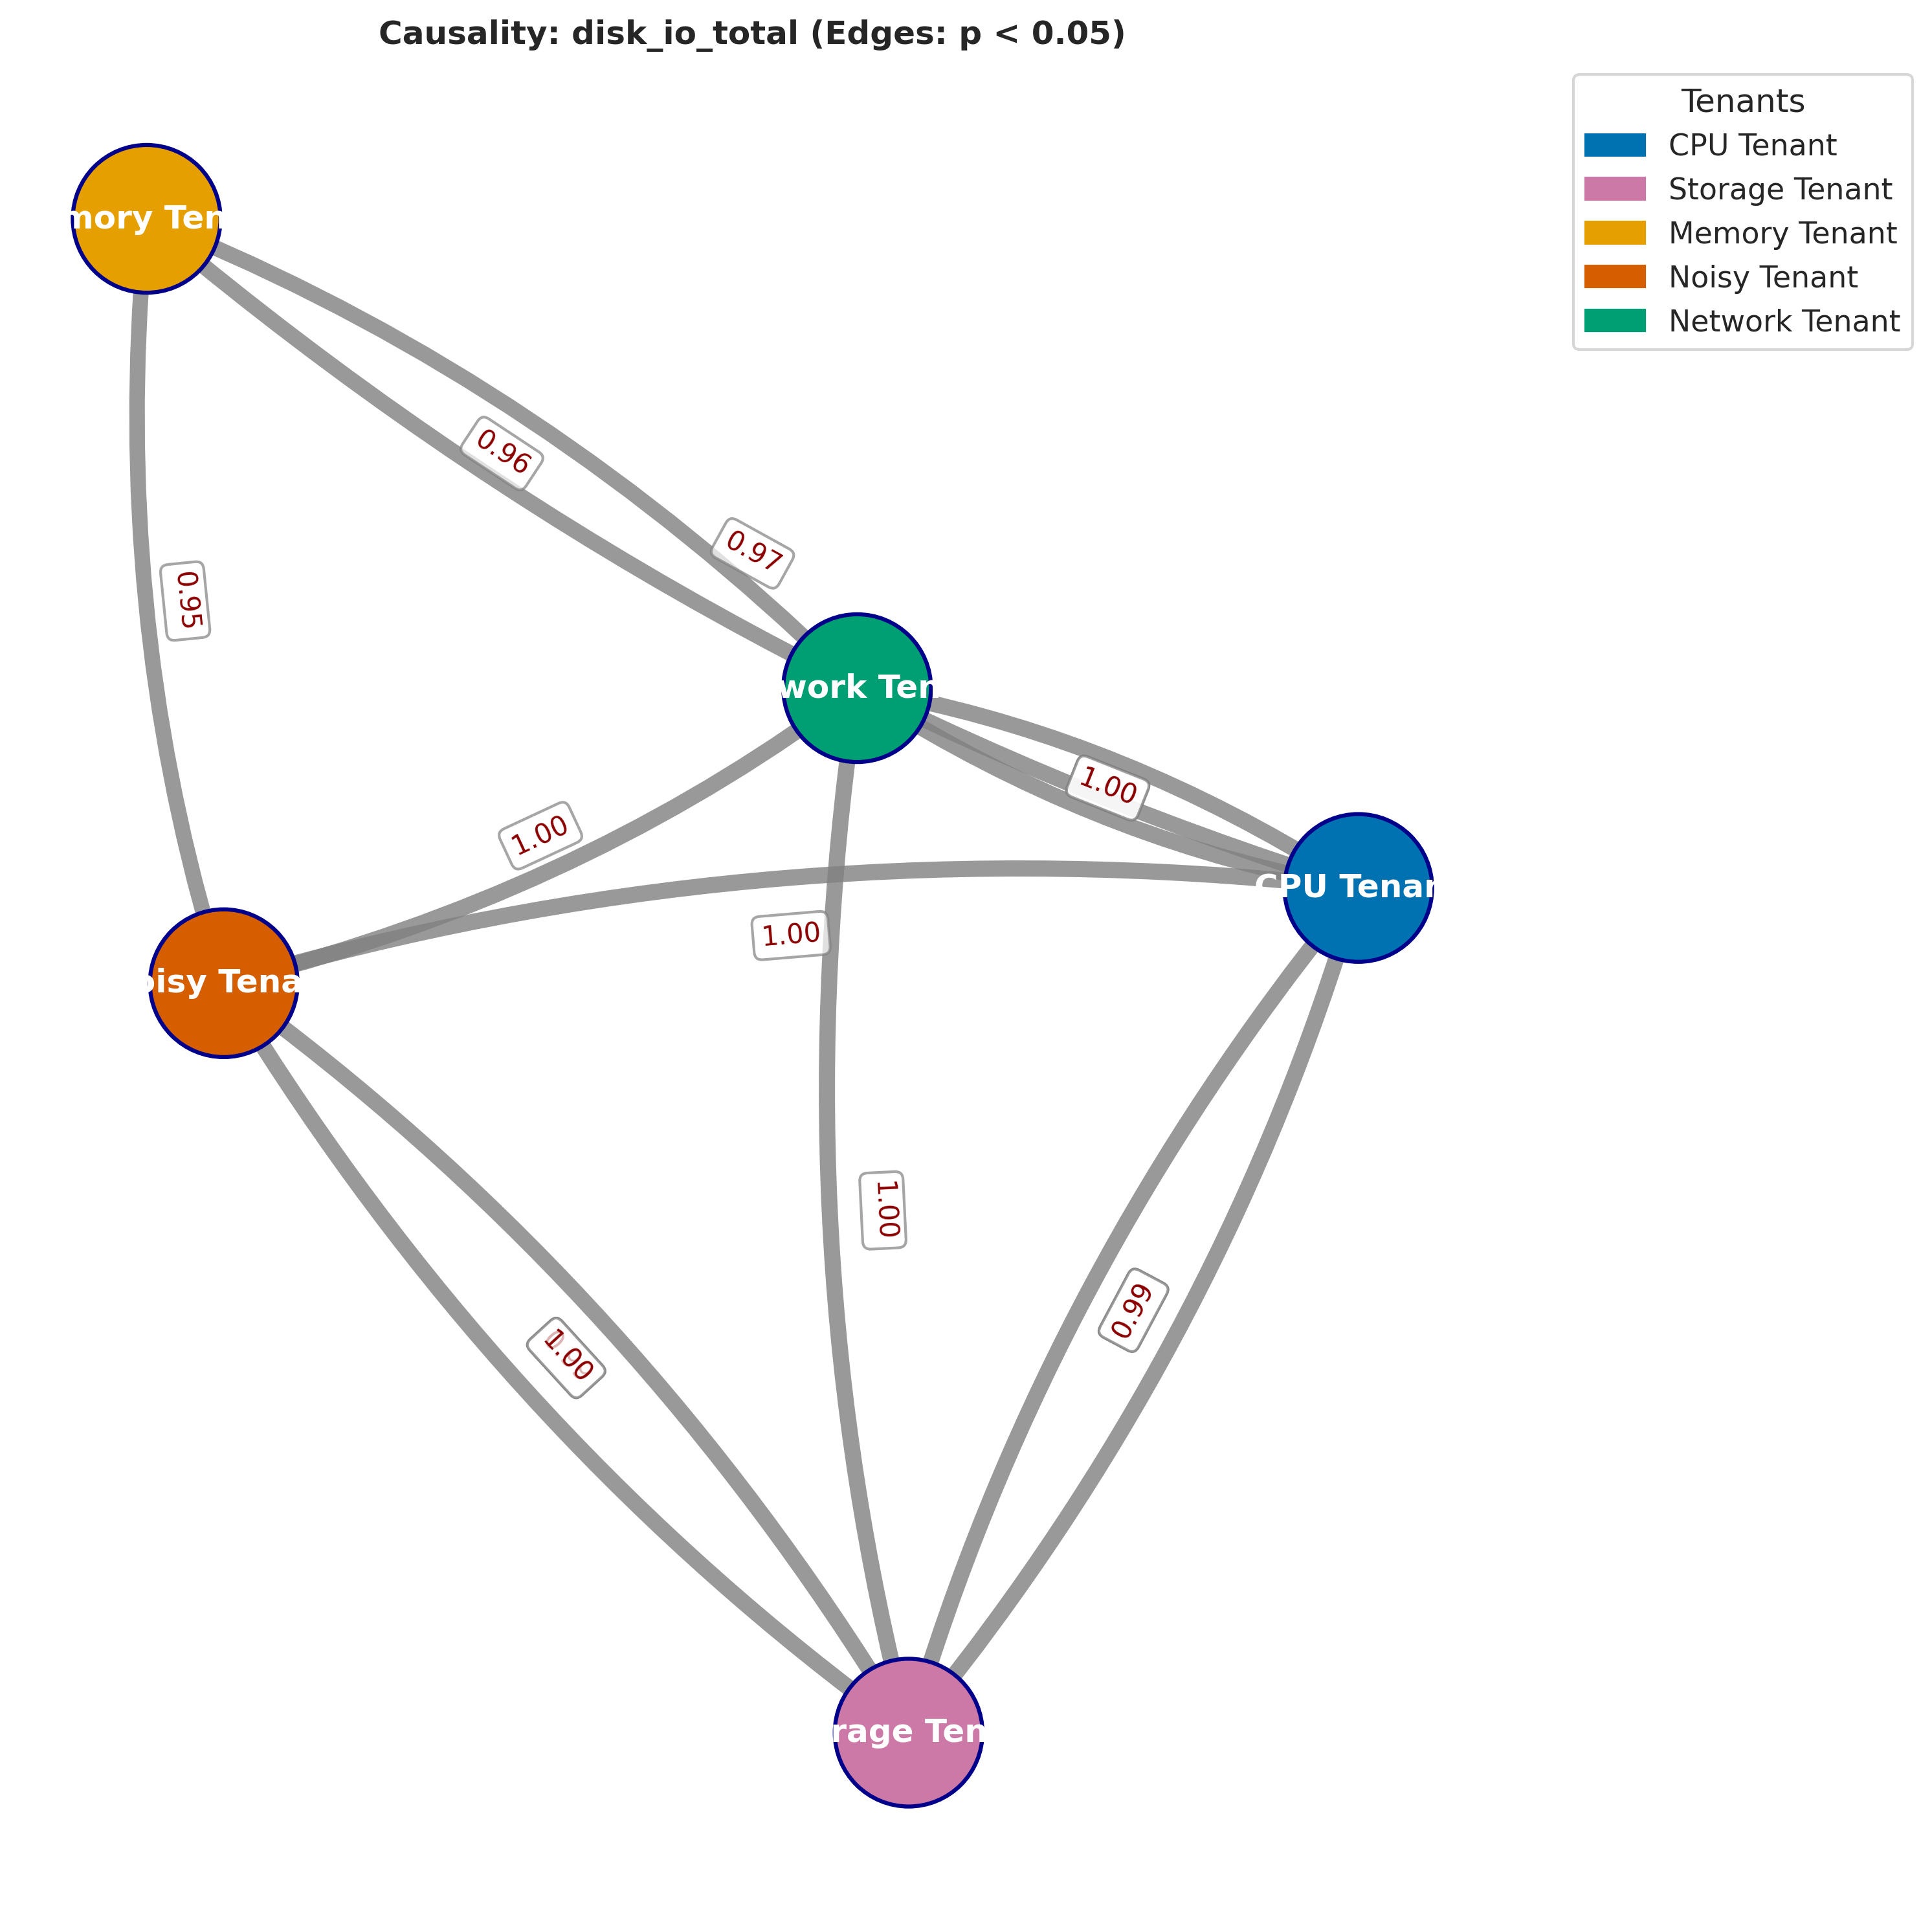 Causality: disk_io_total (Edges: p < 0.05)
Tenants
CPU Tenant
Storage Tenant
Memory Tenant
Noisy Tenant
Network Tenant
mory Ten
0.96
0.97
0.95
work Ten
1.00
1.00
CPU Tenan
1.00
oisy Tena
1.00
0.99
1.00
rage Ten